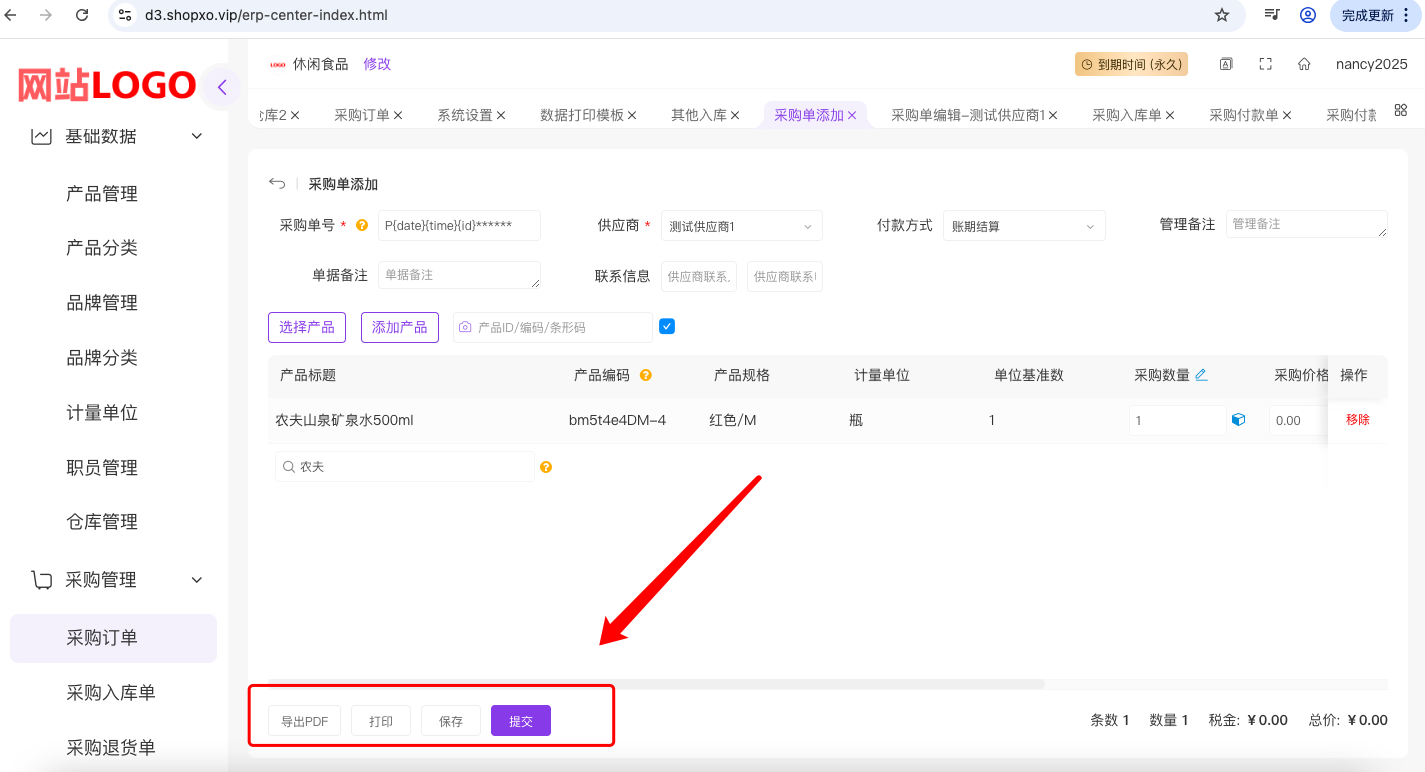 d3.shopxo.vip/erp-center-index.html
完成更新
网站LOGO
LOGO 休闲食品 修改
到期时间 (永久)
nancy2025
仓库2 采购订单 系统设置 数据打印模板 其他入库 采购单添加 采购单编辑-测试供应商1 采购入库单 采购付款单 采购付款
基础数据
产品管理
产品分类
品牌管理
品牌分类
计量单位
职员管理
仓库管理
采购管理
采购订单
采购入库单
采购退货单
采购单添加
采购单号 * P{date}{time}{id}****** 供应商 * 测试供应商1 付款方式 账期结算 管理备注 管理备注
单据备注 单据备注 联系信息 供应商联系 供应商联系
选择产品 添加产品 产品ID/编码/条形码
产品标题 产品编码 产品规格 计量单位 单位基准数 采购数量 采购价格 操作
农夫山泉矿泉水500ml bm5t4e4DM-4 红色/M 瓶 1 1 0.00 移除
农夫
导出PDF 打印 保存 提交
条数 1 数量 1 税金: ¥0.00 总价: ¥0.00